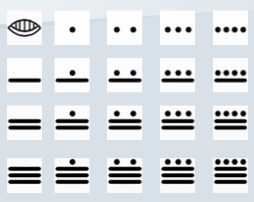 𝋠 𝋡 𝋢 𝋣 𝋤
𝋥 𝋦 𝋧 𝋨 𝋩
𝋪 𝋫 𝋬 𝋭 𝋮
𝋯 𝋰 𝋱 𝋲 𝋳